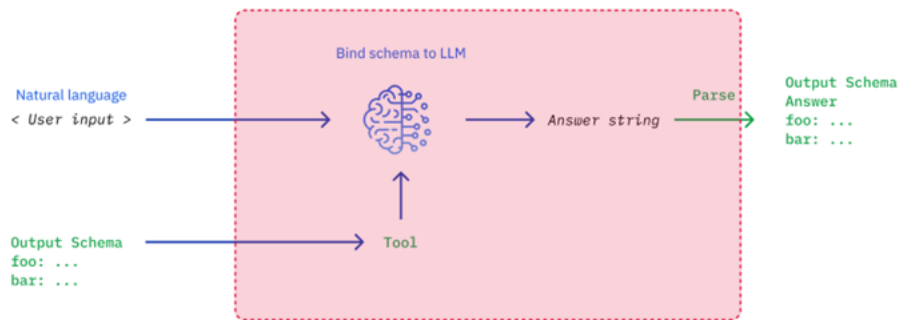 Bind schema to LLM
Natural language
< User input >
Answer string
Parse
Output Schema
Answer
foo: ...
bar: ...
Output Schema
foo: ...
bar: ...
Tool